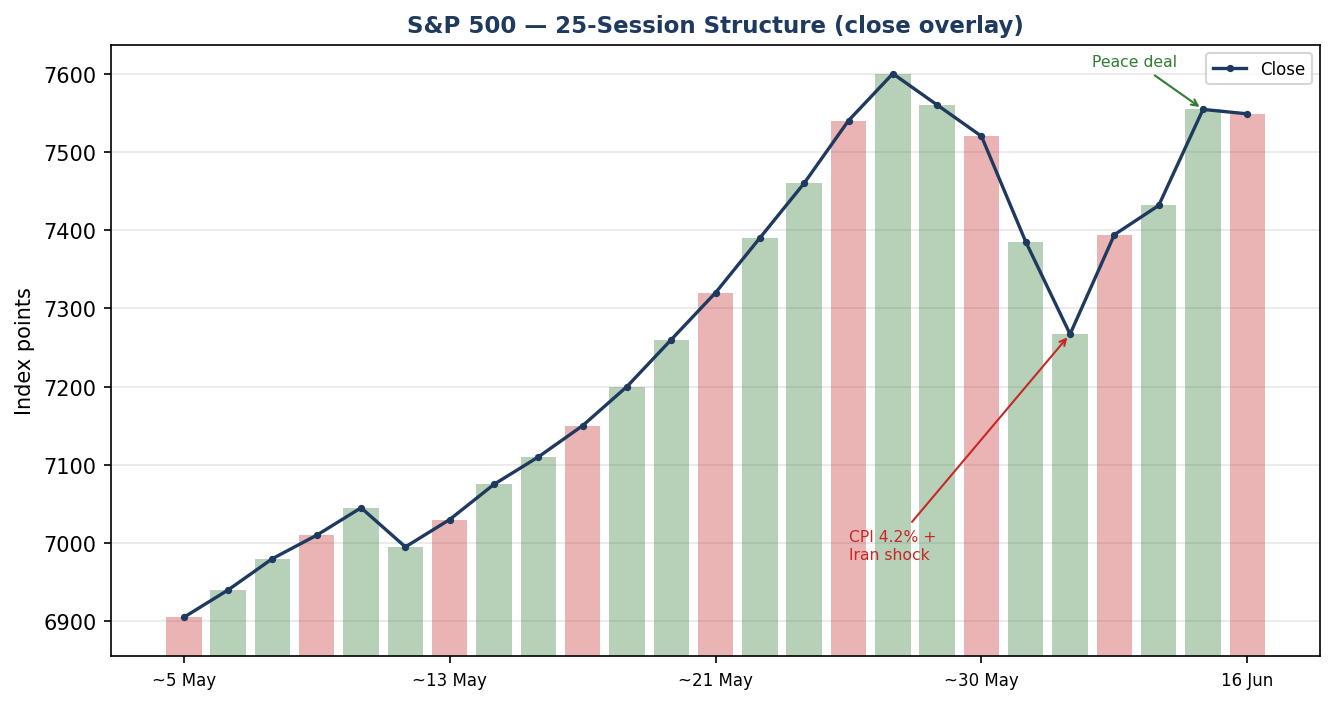 S&P 500 — 25-Session Structure (close overlay)
Peace deal
Close
Index points
7600
7500
7400
7300
7200
7100
7000
6900
CPI 4.2% +
Iran shock
~5 May
~13 May
~21 May
~30 May
16 Jun